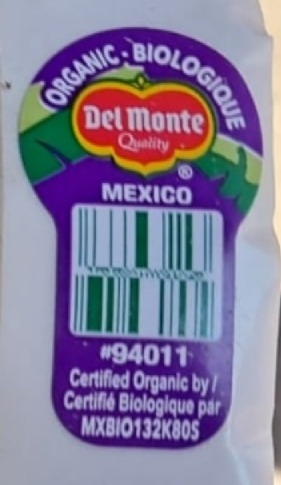 ORGANIC - BIOLOGIQUE
Del Monte
Quality
®
MEXICO
#94011
Certified Organic by /
Certifié Biologique par
MXBIO132K80S